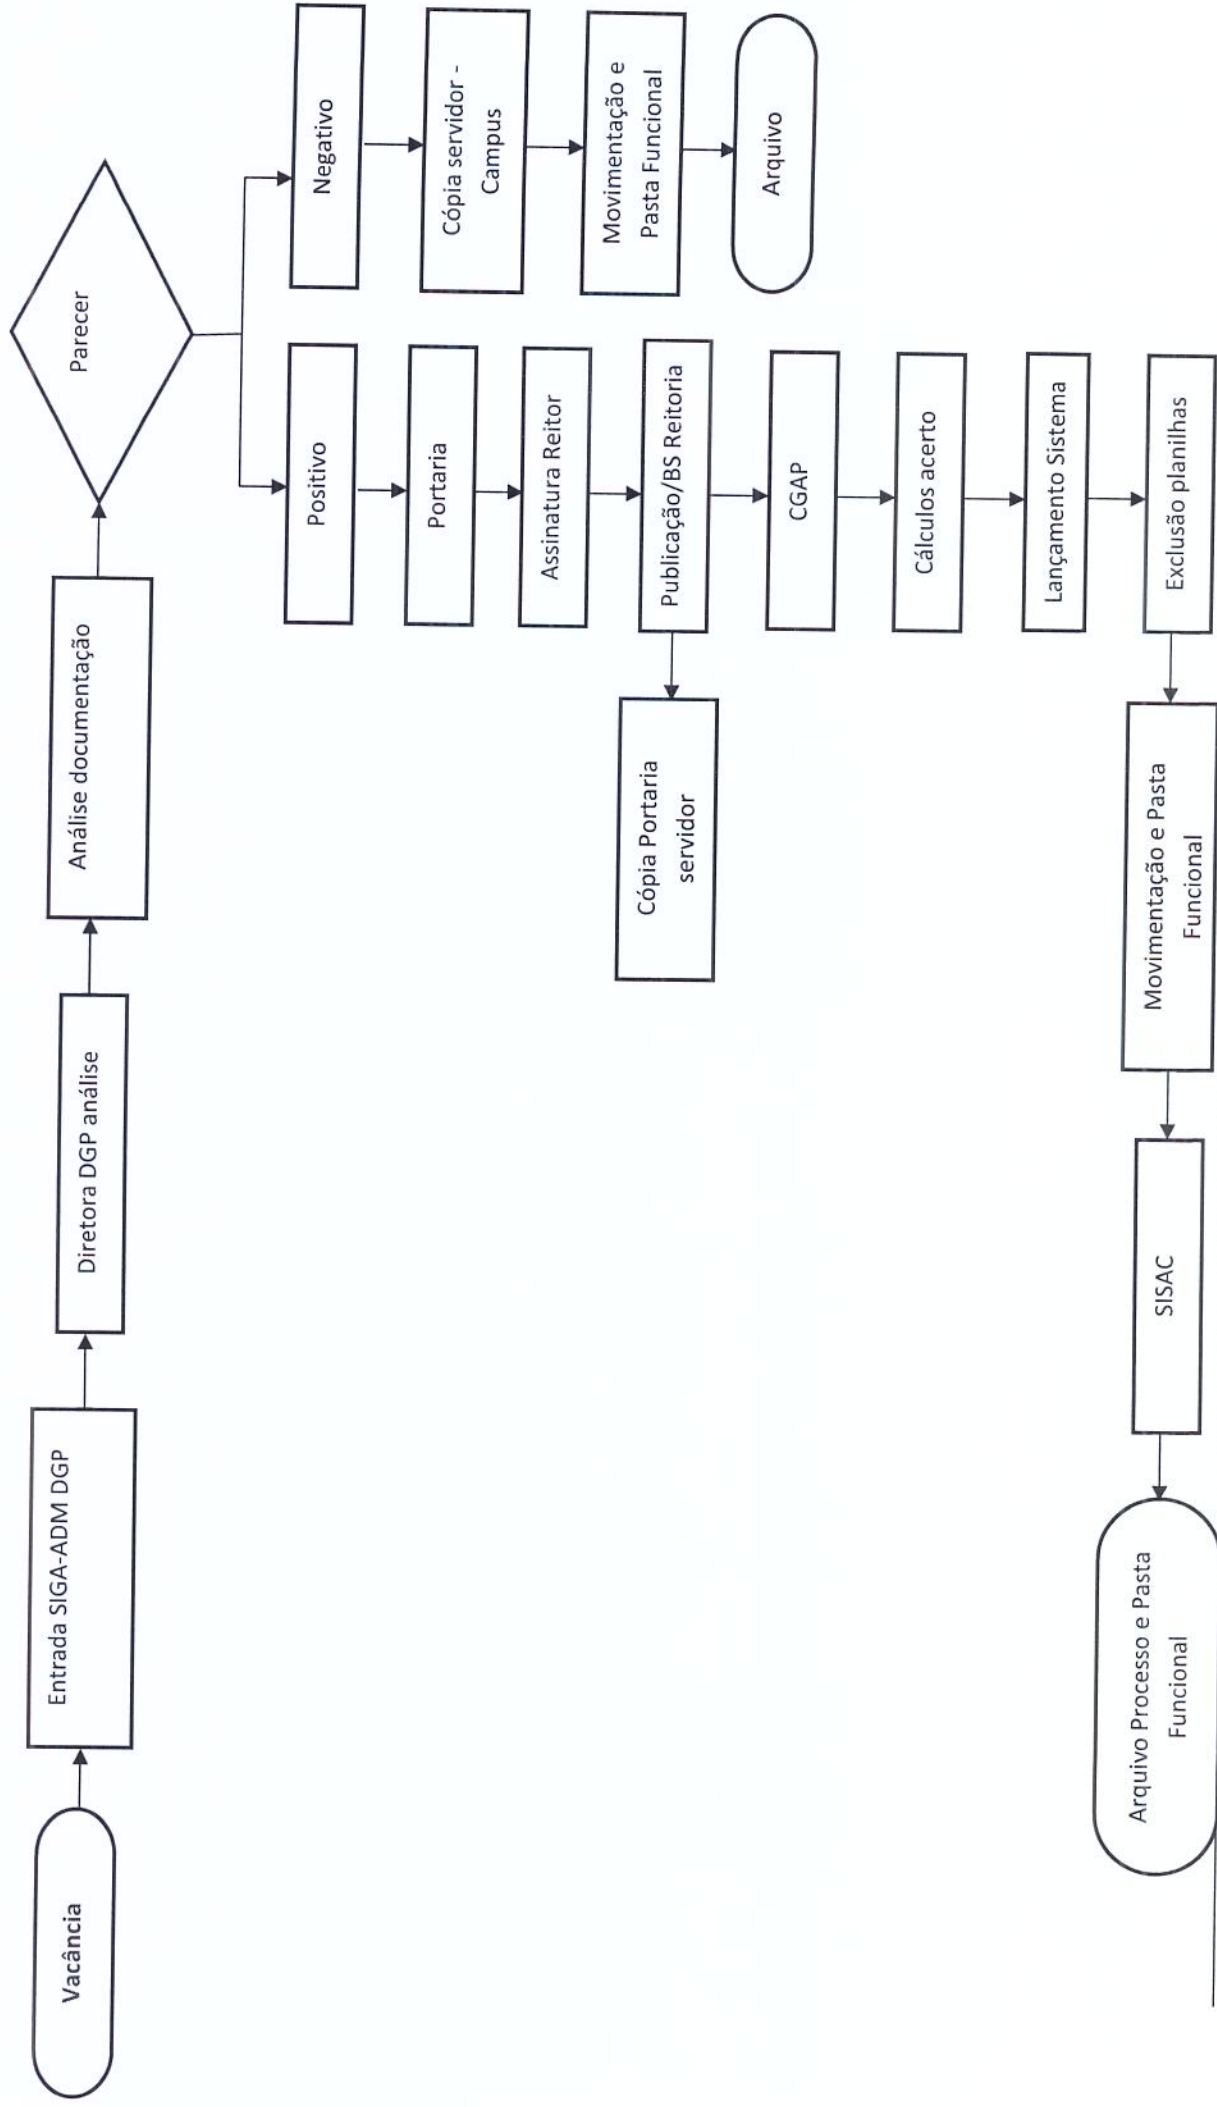 Vacância
Entrada SIGA-ADM DGP
Diretora DGP análise
Análise documentação
Parecer
Positivo
Negativo
Portaria
Cópia servidor -
Campus
Assinatura Reitor
Movimentação e
Pasta Funcional
Publicação/BS Reitoria
Cópia Portaria
servidor
Arquivo
CGAP
Cálculos acerto
Lançamento Sistema
Exclusão planilhas
Movimentação e Pasta
Funcional
SISAC
Arquivo Processo e Pasta
Funcional